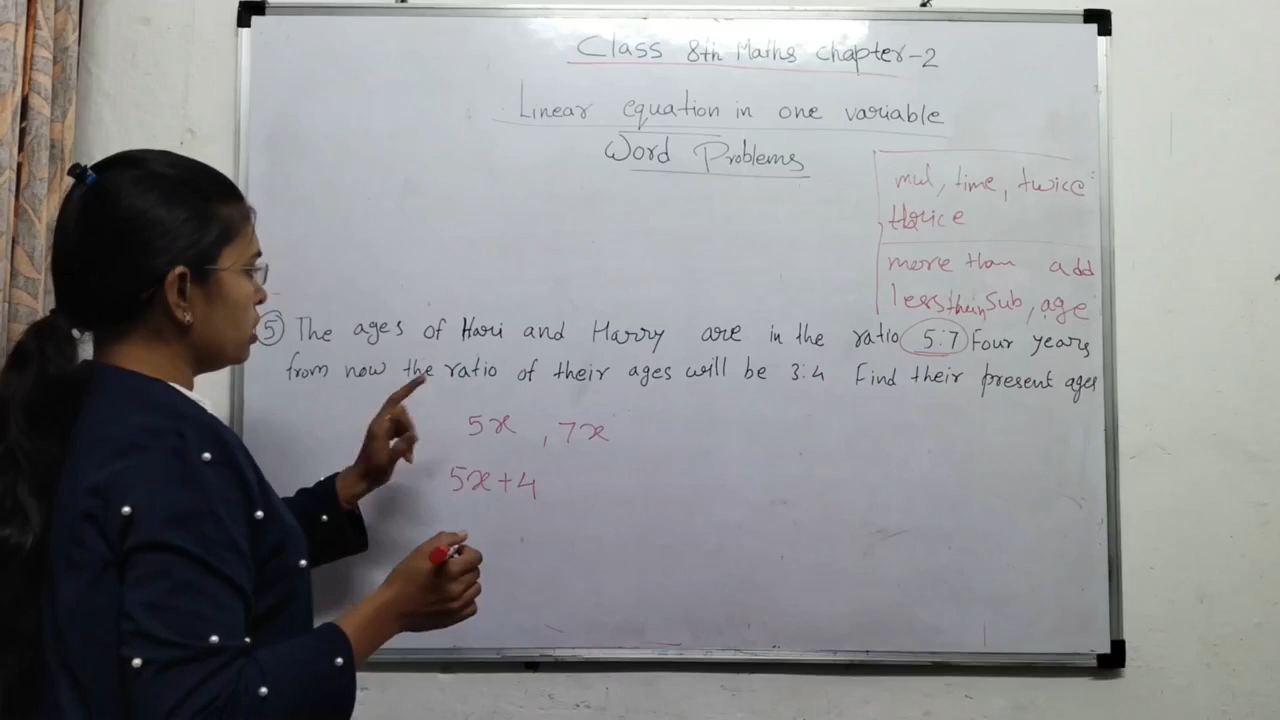 Class 8th Maths Chapter-2
Linear equation in one variable
Word Problems
mul, time, twice
thrice
more than add
less then sub, age
5 The ages of Hari and Harry are in the ratio 5:7 Four years
from now the ratio of their ages will be 3:4 Find their present ages
5x , 7x
5x+4